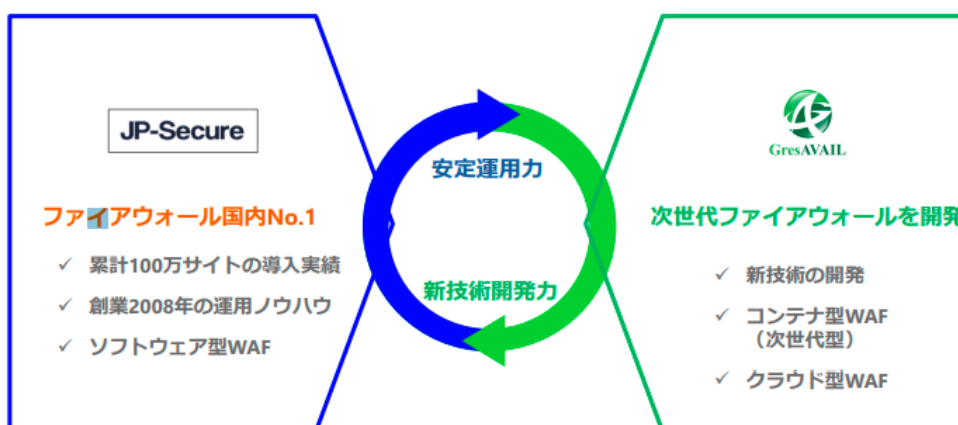 JP-Secure
ファイアウォール国内No.1
✓ 累計100万サイトの導入実績
✓ 創業2008年の運用ノウハウ
✓ ソフトウェア型WAF
安定運用力
新技術開発力
GresAVAIL
次世代ファイアウォールを開発
✓ 新技術の開発
✓ コンテナ型WAF
（次世代型）
✓ クラウド型WAF